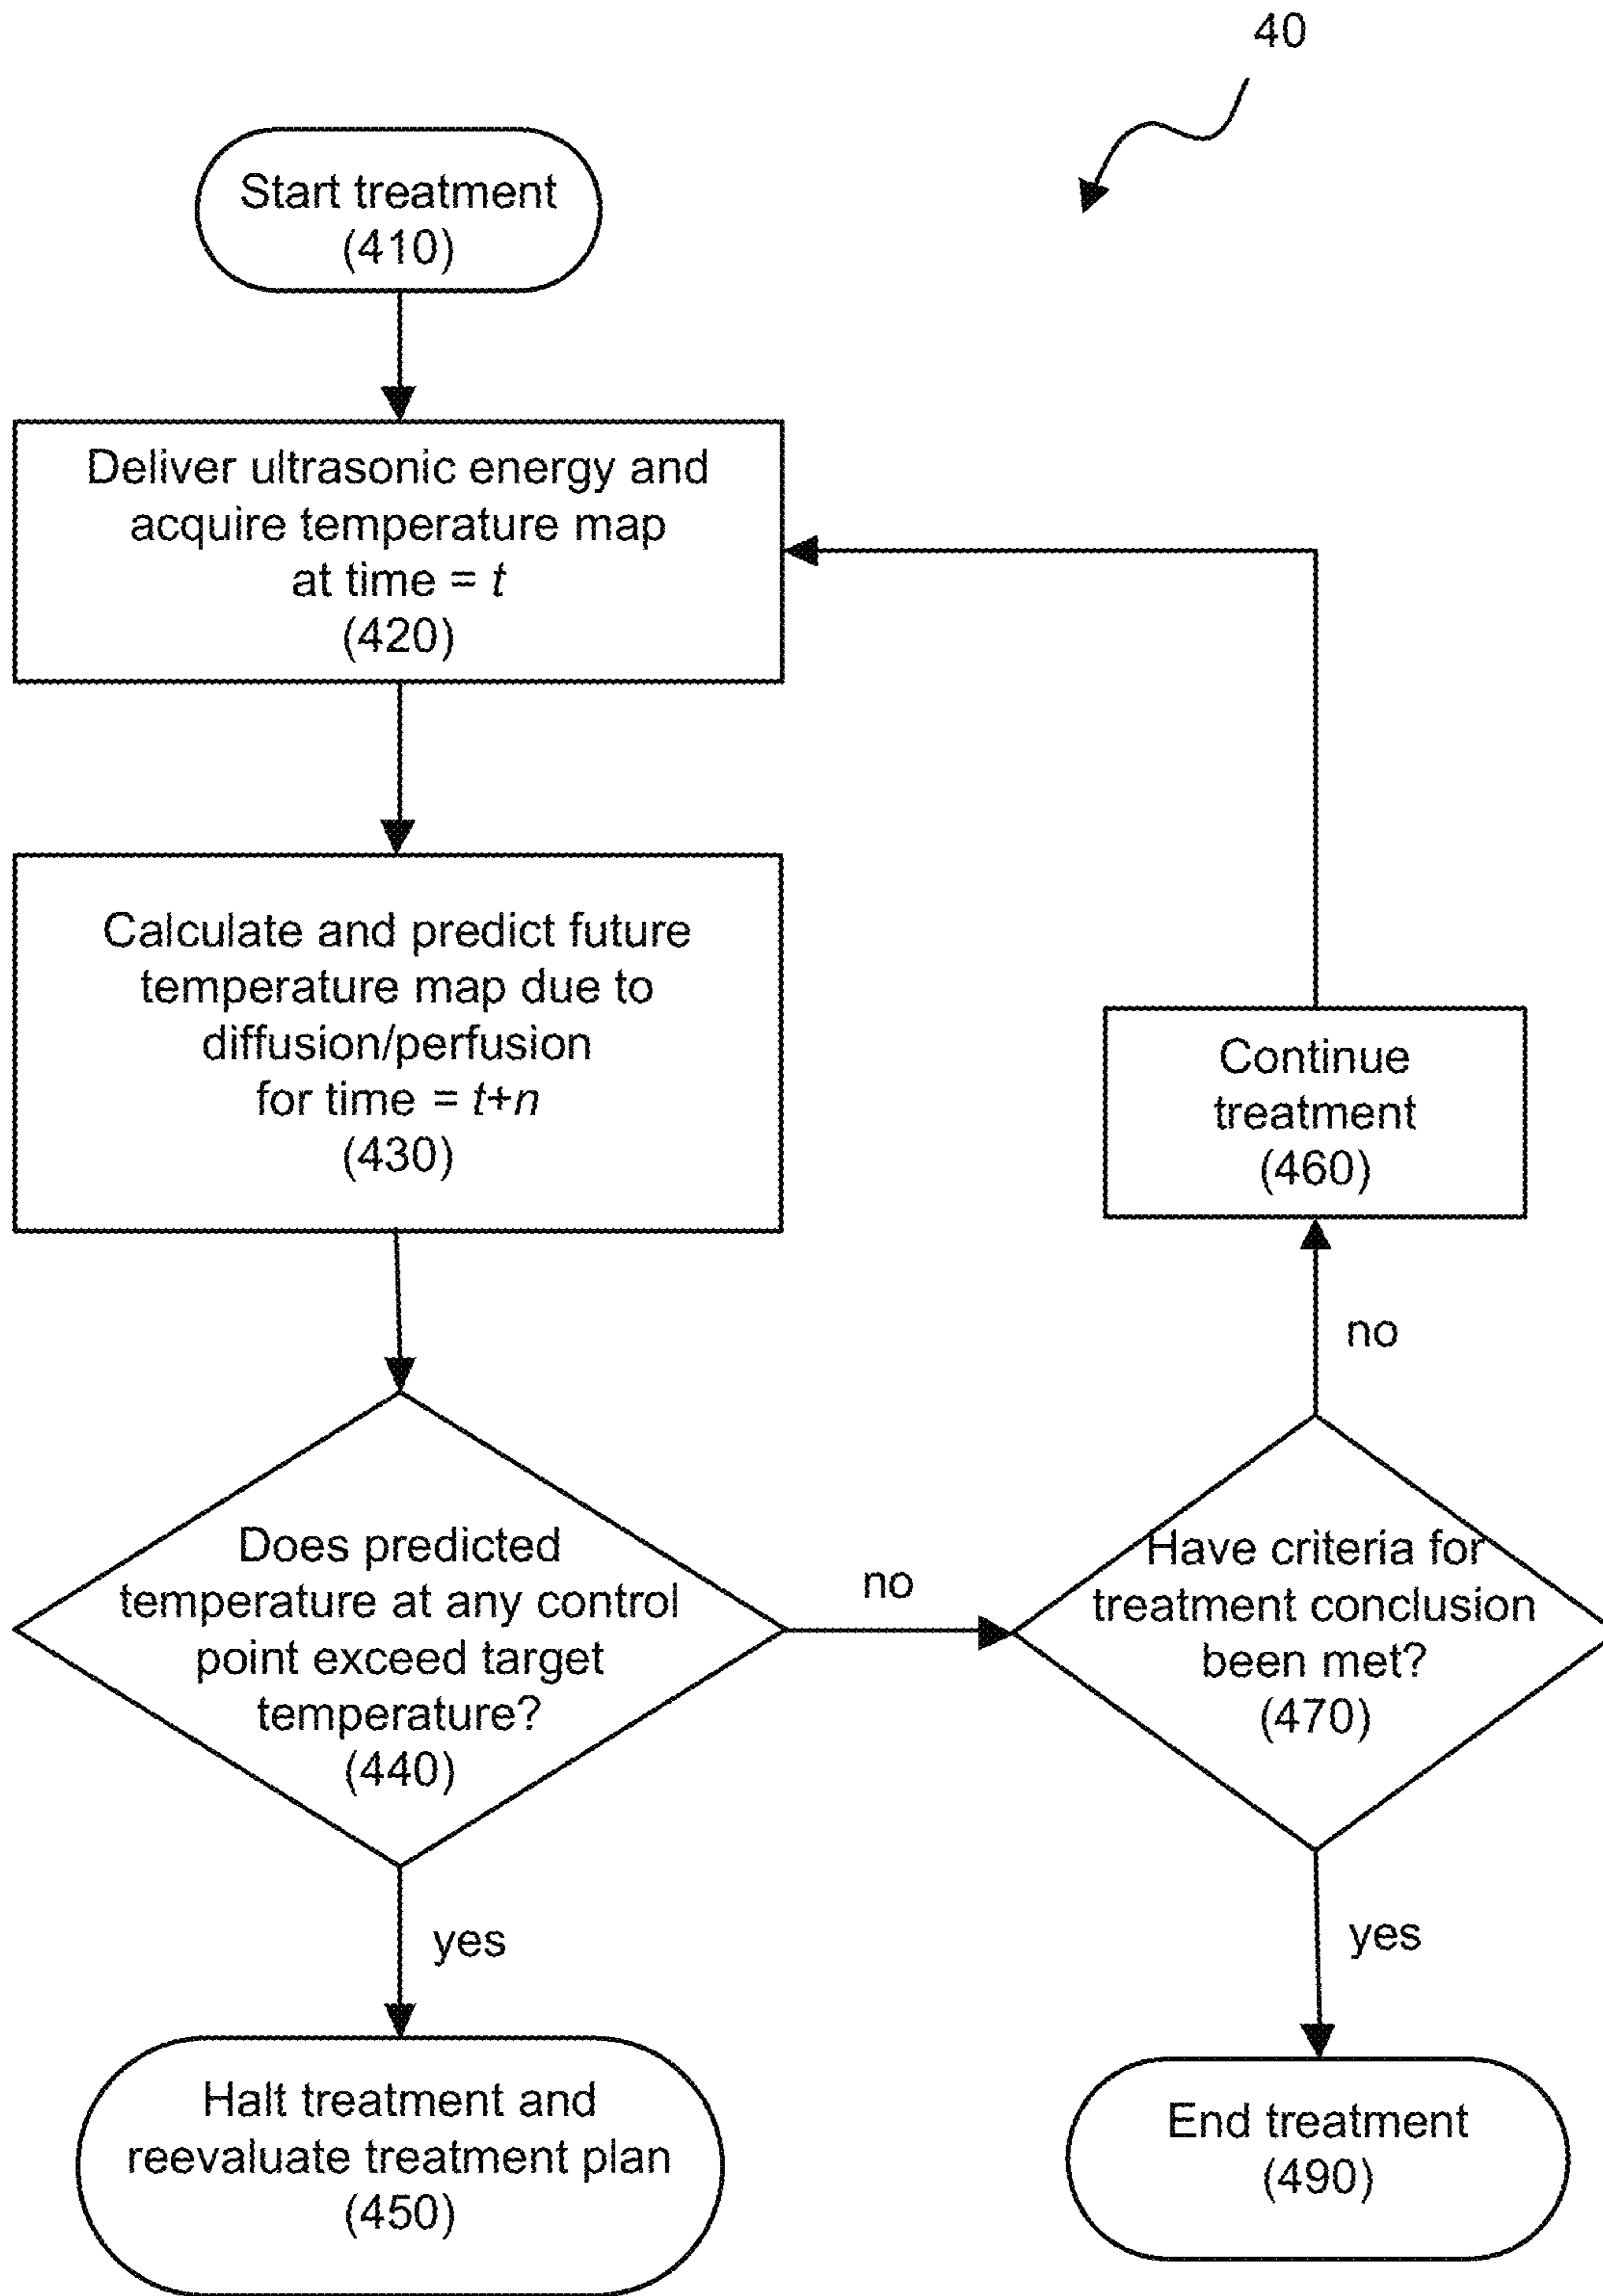 40
Start treatment
(410)
Deliver ultrasonic energy and
acquire temperature map
at time = t
(420)
Calculate and predict future
temperature map due to
diffusion/perfusion
for time = t+n
(430)
Continue
treatment
(460)
no
Does predicted
temperature at any control
point exceed target
temperature?
(440)
no
Have criteria for
treatment conclusion
been met?
(470)
yes
yes
Halt treatment and
reevaluate treatment plan
(450)
End treatment
(490)